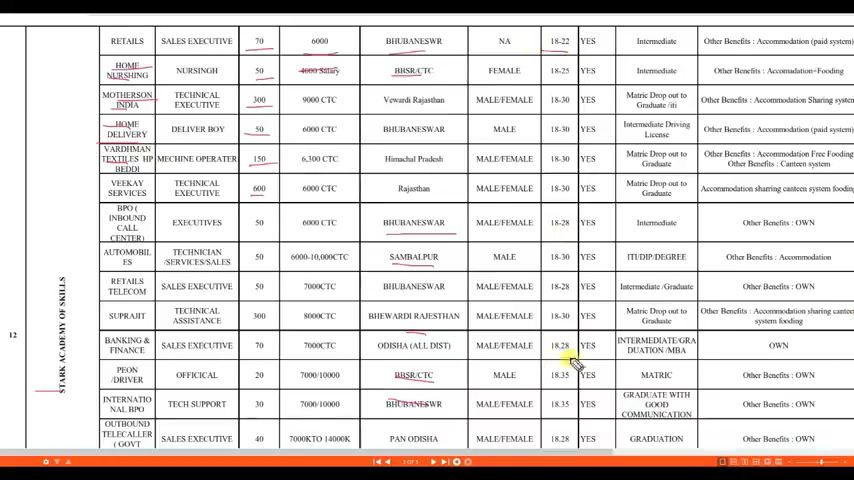 RETAILS SALES EXECUTIVE 70 6000 BHUBANESWR NA 18-22 YES Intermediate Other Benefits : Accommodation (paid system)
HOME NURSHING NURSINGH 50 4000 Salary BBSR/CTC FEMALE 18-25 YES Intermediate Other Benefits : Accomodation+Fooding
MOTHERSON INDIA TECHNICAL EXECUTIVE 300 9000 CTC Vewardi Rajasthan MALE/FEMALE 18-30 YES Matric Drop out to Graduate /iti Other Benefits : Accommodation Sharing system
HOME DELIVERY DELIVER BOY 50 6000 CTC BHUBANESWAR MALE 18-30 YES Intermediate Driving License Other Benefits : Accommodation (paid system)
VARDHMAN TEXTILES HP BEDDI MECHINE OPERATER 150 6,300 CTC Himachal Pradesh MALE/FEMALE 18-30 YES Matric Drop out to Graduate Other Benefits : Accommodation Free Fooding Other Benefits : Canteen system
VEEKAY SERVICES TECHNICAL EXECUTIVE 600 6000 CTC Rajasthan MALE/FEMALE 18-30 YES Matric Drop out to Graduate Accommodation sharring canteen system fooding
BPO ( INBOUND CALL CENTER) EXECUTIVES 50 6000 CTC BHUBANESWAR MALE/FEMALE 18-28 YES Intermediate Other Benefits : OWN
AUTOMOBILES TECHNICIAN /SERVICES/SALES 50 6000-10,000CTC SAMBALPUR MALE 18-30 YES ITI/DIP/DEGREE Other Benefits : Accommodation
RETAILS TELECOM SALES EXECUTIVE 50 7000CTC BHUBANESWAR MALE/FEMALE 18-28 YES Intermediate /Graduate Other Benefits : OWN
SUPRAJIT TECHNICAL ASSISTANCE 300 8000CTC BHEWARDI RAJESTHAN MALE/FEMALE 18-30 YES Matric Drop out to Graduate Other Benefits : Accommodation sharing canteen system fooding
12 STARK ACADEMY OF SKILLS
BANKING & FINANCE SALES EXECUTIVE 70 7000CTC ODISHA (ALL DIST) MALE/FEMALE 18.28 YES INTERMEDIATE/GRADUATION /MBA OWN
PEON /DRIVER OFFICICAL 20 7000/10000 BBSR/CTC MALE 18.35 YES MATRIC Other Benefits : OWN
INTERNATIONAL BPO TECH SUPPORT 30 7000/10000 BHUBANESWR MALE/FEMALE 18.35 YES GRADUATE WITH GOOD COMMUNICATION Other Benefits : OWN
OUTBOUND TELECALLER ( GOVT SALES EXECUTIVE 40 7000KTO 14000K PAN ODISHA MALE/FEMALE 18.28 YES GRADUATION Other Benefits : OWN